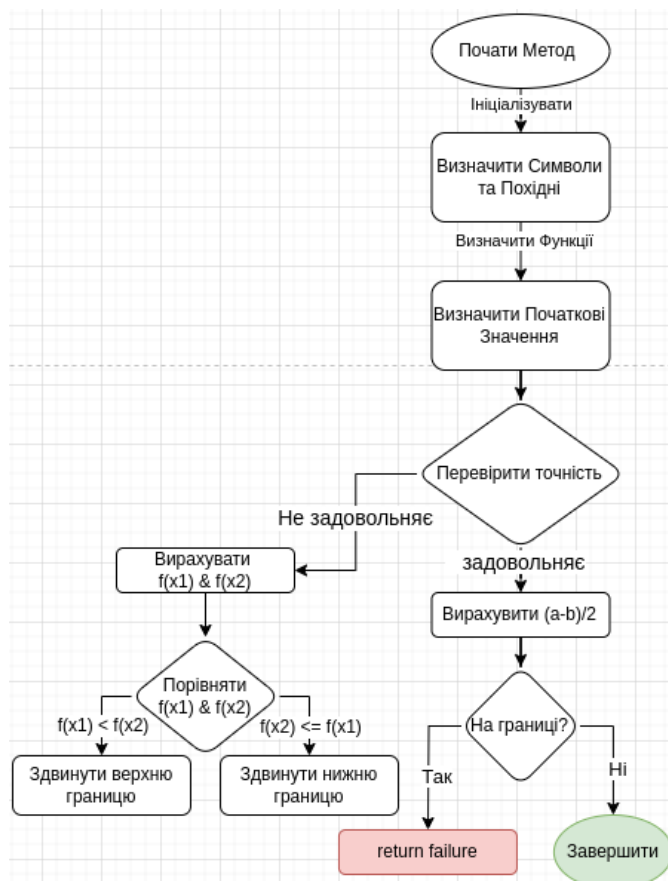 Почати Метод
Ініціалізувати
Визначити Символи
та Похідні
Визначити Функції
Визначити Початкові
Значення
Перевірити точність
Не задовольняє
задовольняє
Вирахувати
f(x1) & f(x2)
Вирахувити (a-b)/2
Порівняти
f(x1) & f(x2)
f(x1) < f(x2)
f(x2) <= f(x1)
На границі?
Здвинути верхню
границю
Здвинути нижню
границю
Так
Ні
return failure
Завершити